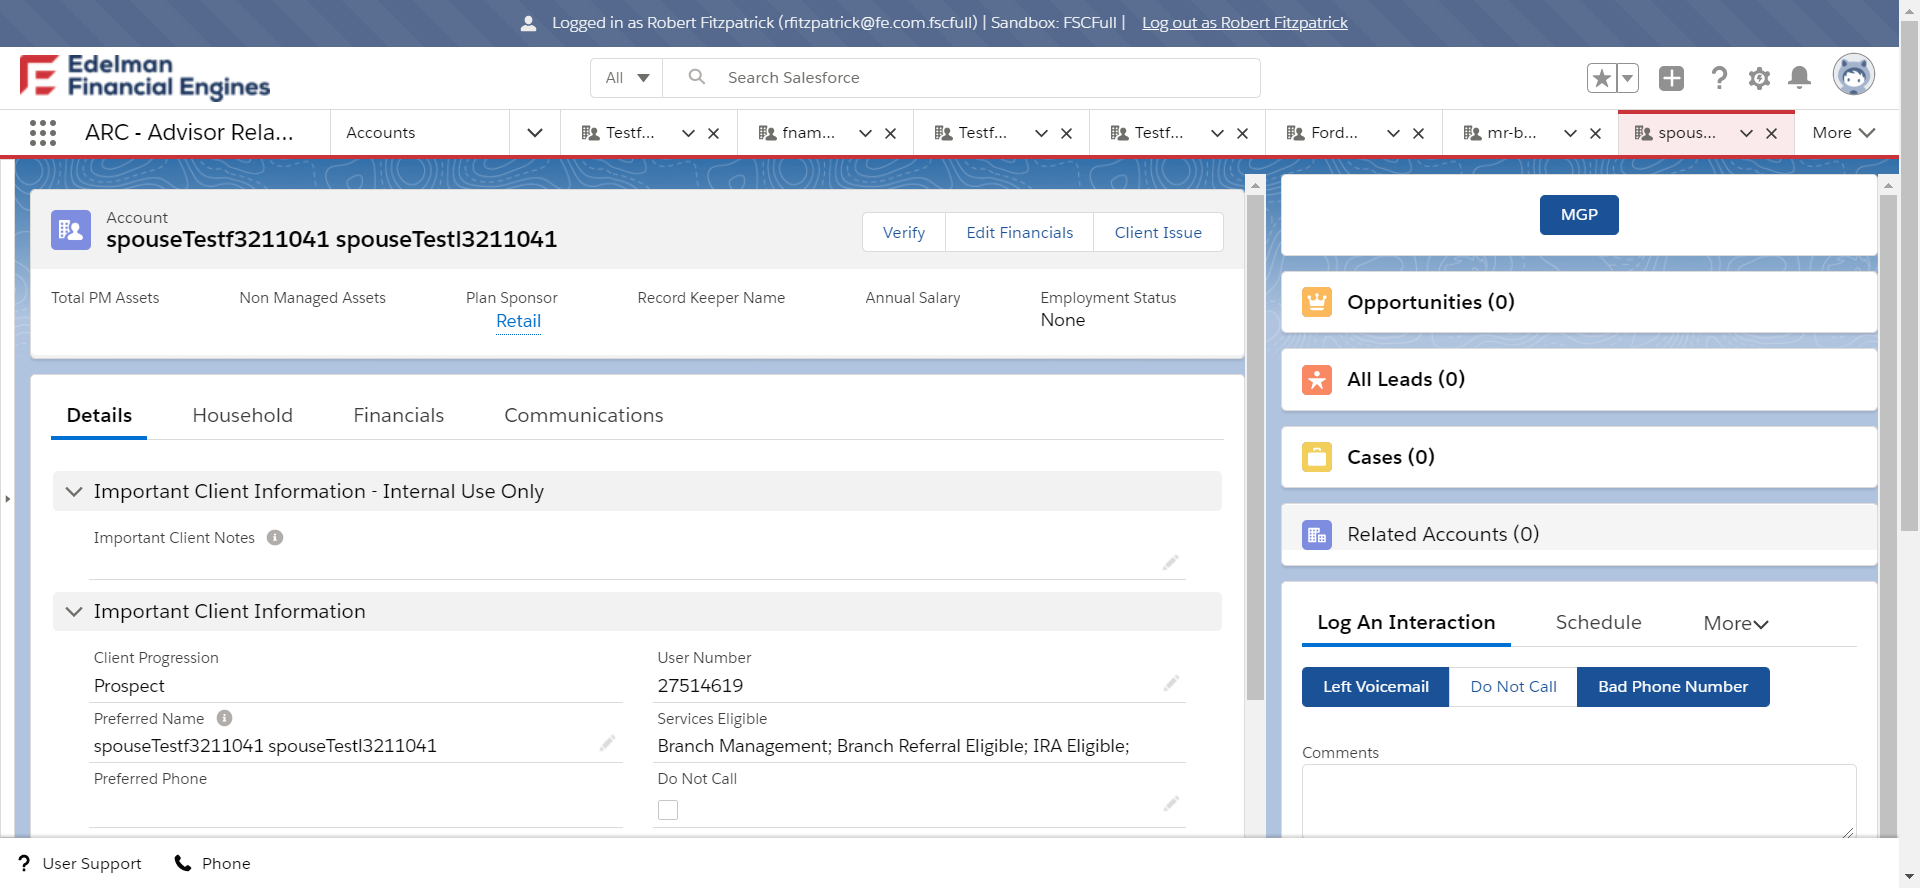 Logged in as Robert Fitzpatrick (rfitzpatrick@fe.com.fscfull) | Sandbox: FSCFull | Log out as Robert Fitzpatrick
Edelman
Financial Engines
All
Search Salesforce
ARC - Advisor Rela...
Accounts
Testf...
fnam...
Testf...
Testf...
Ford...
mr-b...
spous...
More
Account
spouseTestf3211041 spouseTestl3211041
Verify
Edit Financials
Client Issue
Total PM Assets
Non Managed Assets
Plan Sponsor
Retail
Record Keeper Name
Annual Salary
Employment Status
None
Details
Household
Financials
Communications
Important Client Information - Internal Use Only
Important Client Notes
Important Client Information
Client Progression
Prospect
User Number
27514619
Preferred Name
spouseTestf3211041 spouseTestl3211041
Services Eligible
Branch Management; Branch Referral Eligible; IRA Eligible;
Preferred Phone
Do Not Call
MGP
Opportunities (0)
All Leads (0)
Cases (0)
Related Accounts (0)
Log An Interaction
Schedule
More
Left Voicemail
Do Not Call
Bad Phone Number
Comments
User Support
Phone